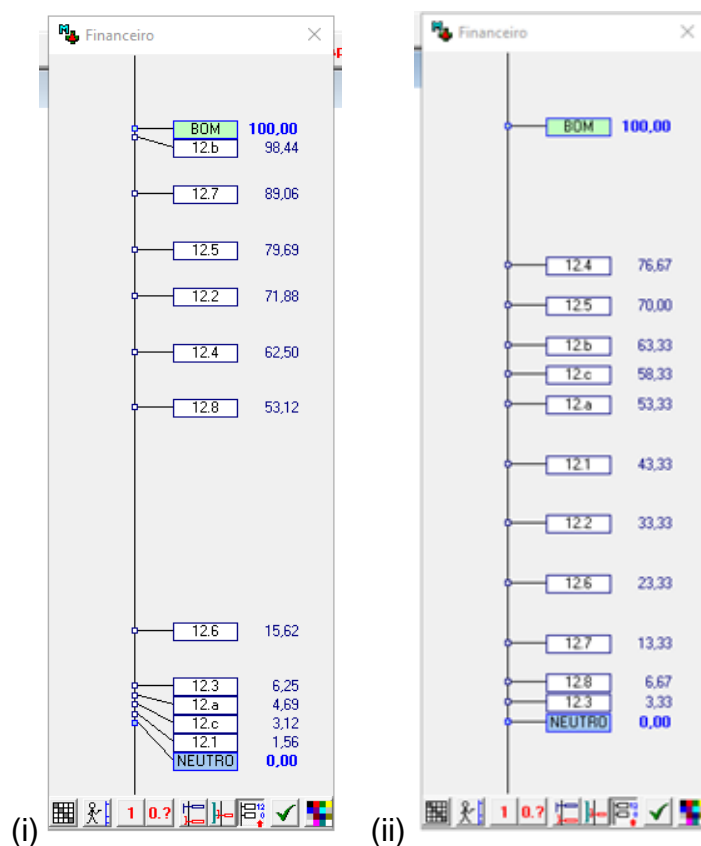 Financeiro
BOM 100,00
12.b 98,44
12.7 89,06
12.5 79,69
12.2 71,88
12.4 62,50
12.8 53,12
12.6 15,62
12.3 6,25
12.a 4,69
12.c 3,12
12.1 1,56
NEUTRO 0,00
1 0.?
(i)
Financeiro
BOM 100,00
12.4 76,67
12.5 70,00
12.b 63,33
12.c 58,33
12.a 53,33
12.1 43,33
12.2 33,33
12.6 23,33
12.7 13,33
12.8 6,67
12.3 3,33
NEUTRO 0,00
1 0.?
(ii)